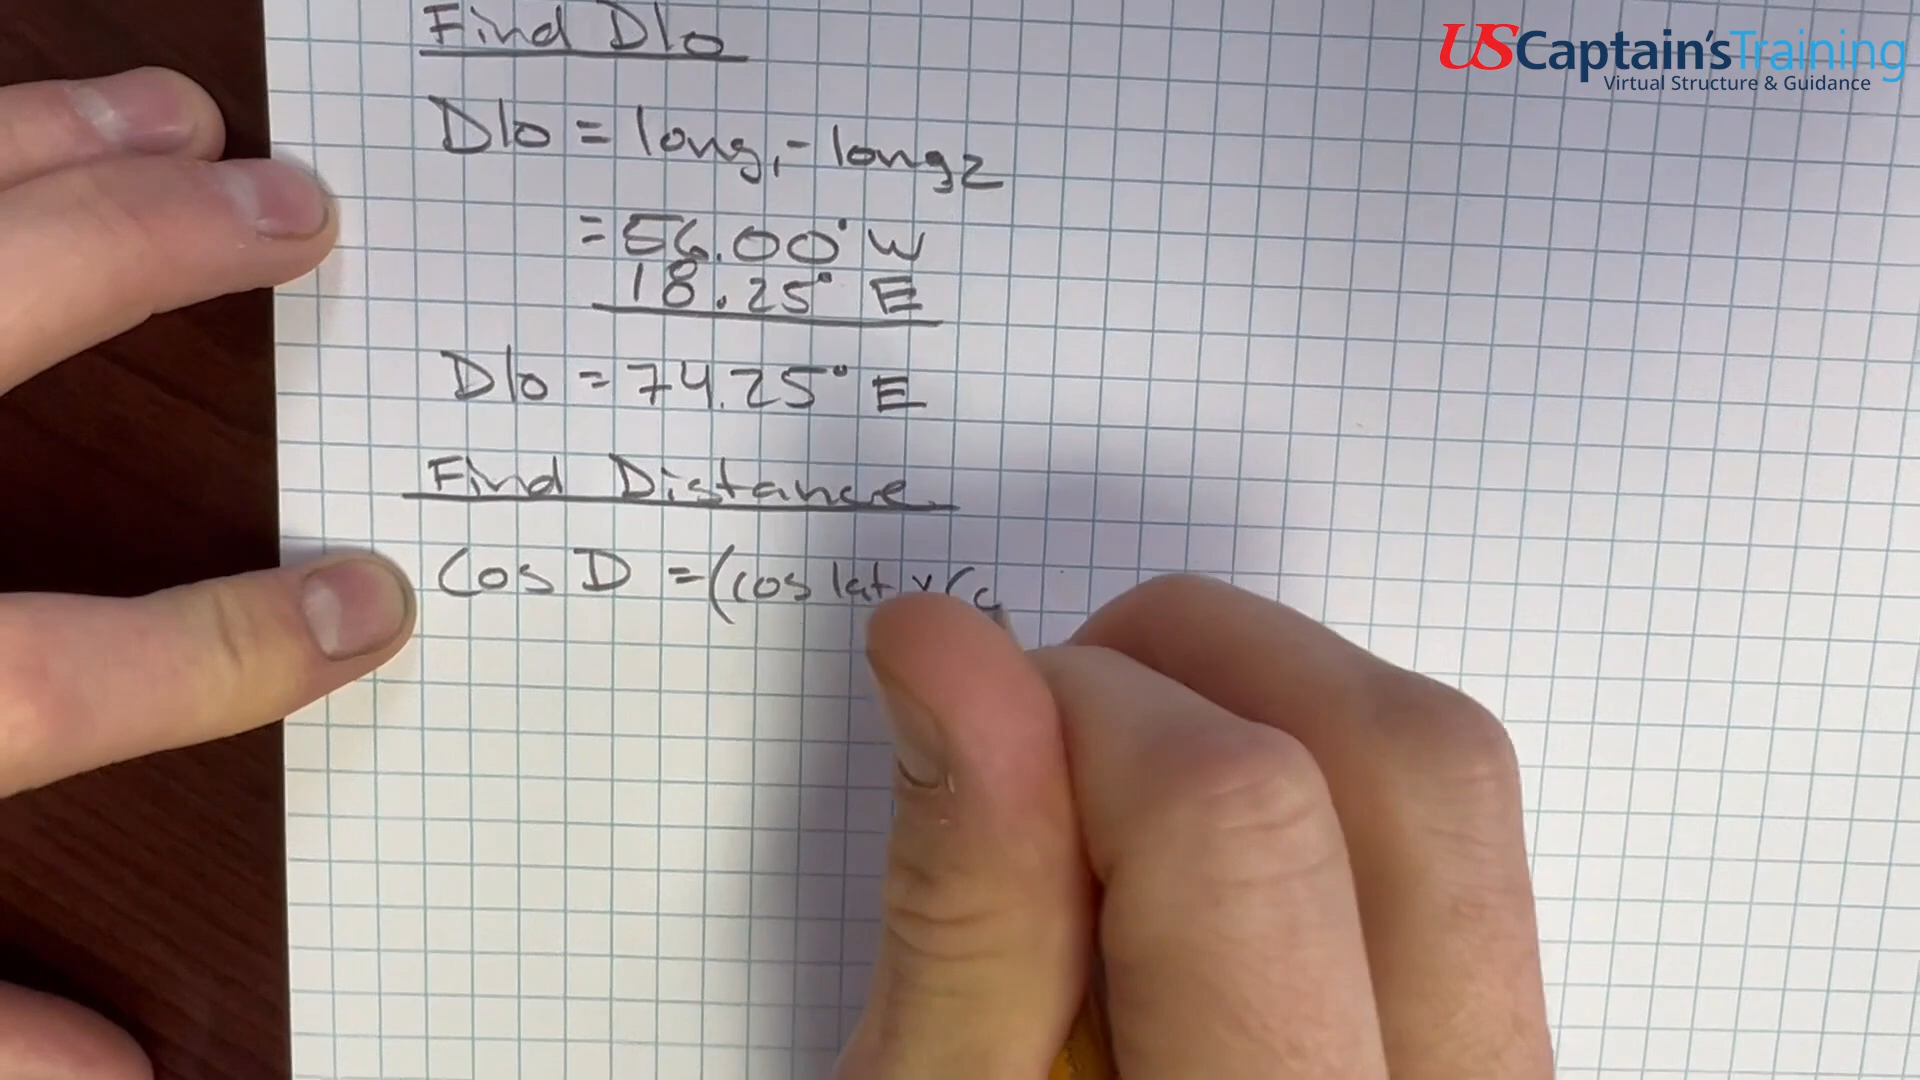 USCaptain'sTraining
Virtual Structure & Guidance
Find Dlo
Dlo = long1 - long2
= 56.00° W
18.25° E
Dlo = 74.25° E
Find Distance
Cos D = (cos lat